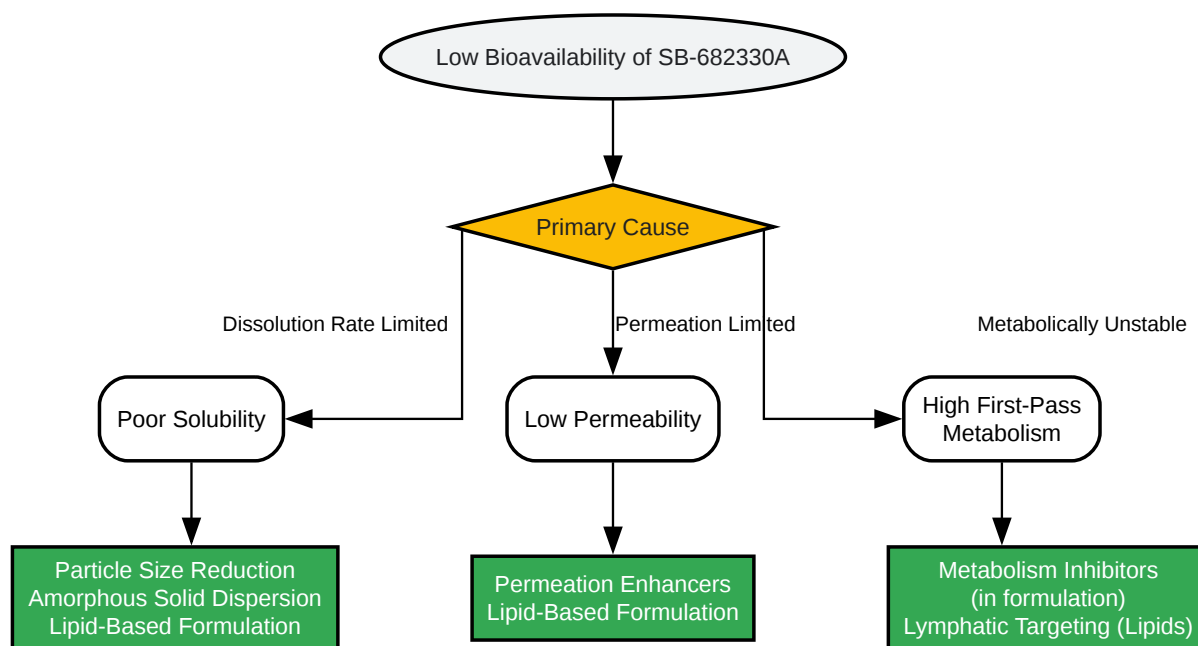 Low Bioavailability of SB-682330A
Primary Cause
Dissolution Rate Limited
Permeation Limited
Metabolically Unstable
Poor Solubility
Low Permeability
High First-Pass
Metabolism
Particle Size Reduction
Amorphous Solid Dispersion
Lipid-Based Formulation
Permeation Enhancers
Lipid-Based Formulation
Metabolism Inhibitors
(in formulation)
Lymphatic Targeting (Lipids)